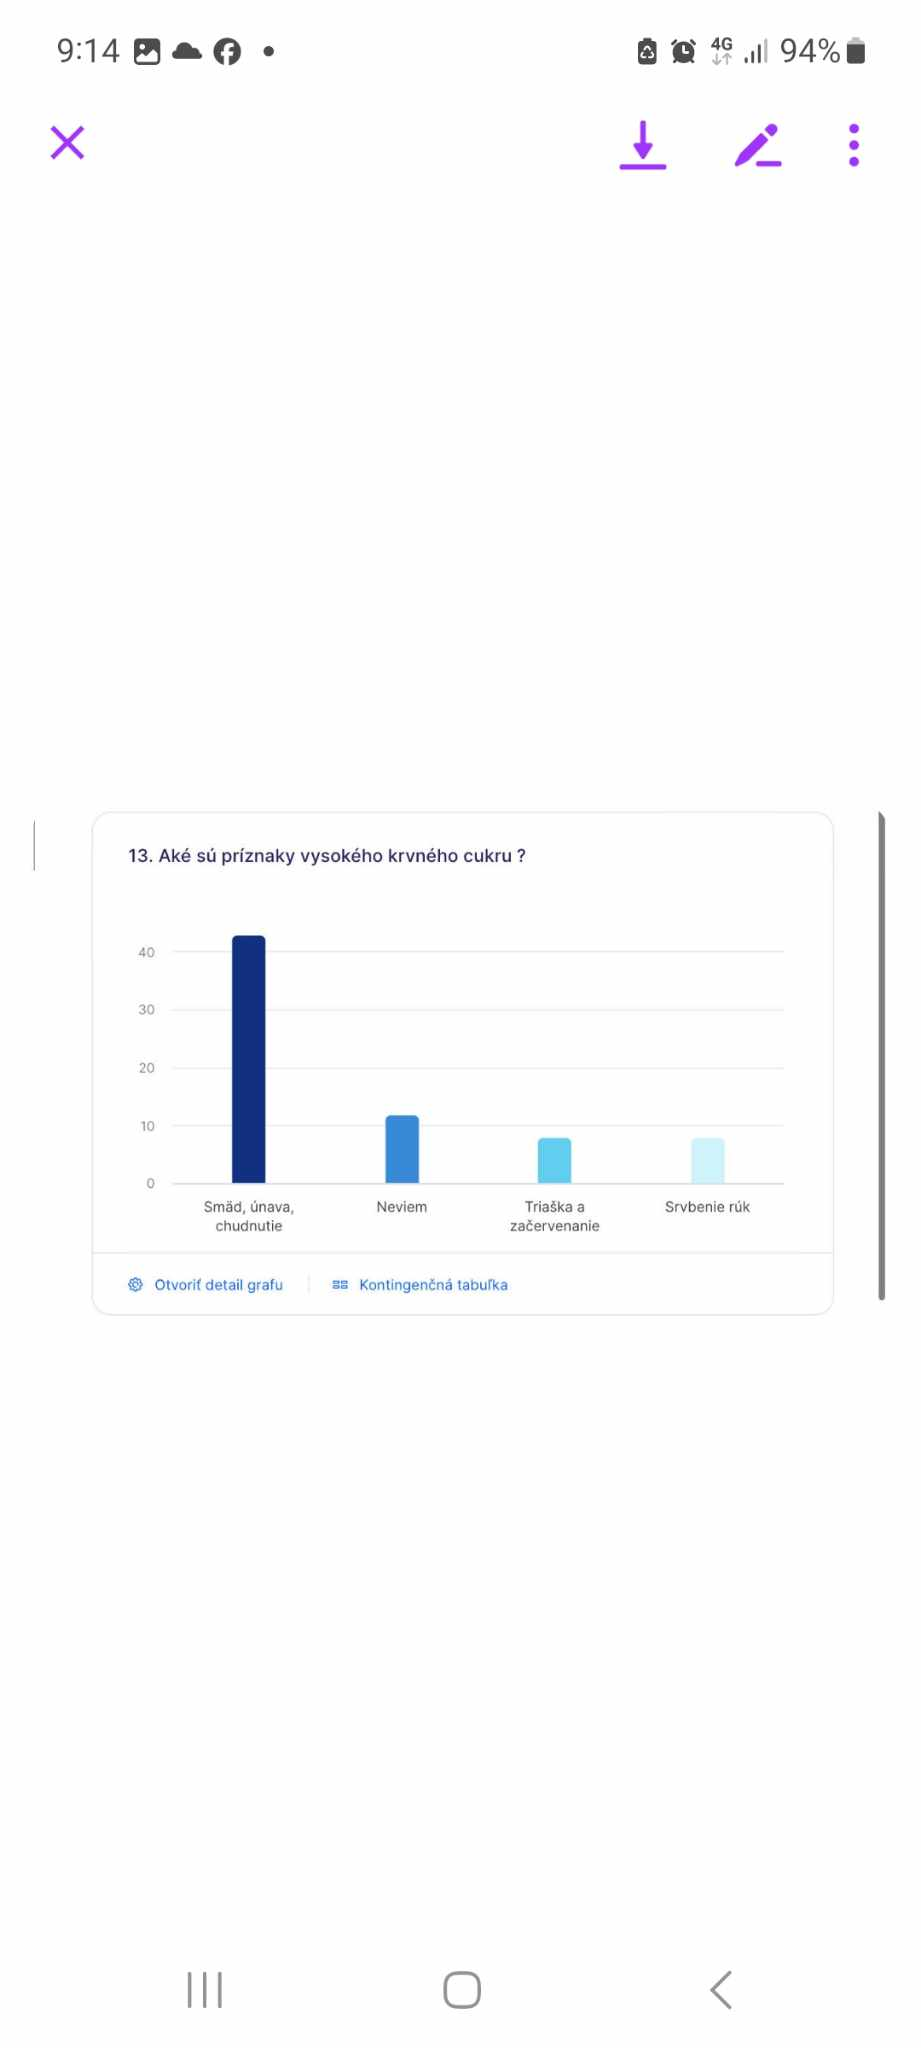 9:14
4G
94%
13. Aké sú príznaky vysokého krvného cukru ?
40
30
20
10
0
Smäd, únava,
chudnutie
Neviem
Triaška a
začervenanie
Srvbenie rúk
Otvoriť detail grafu
Kontingenčná tabuľka